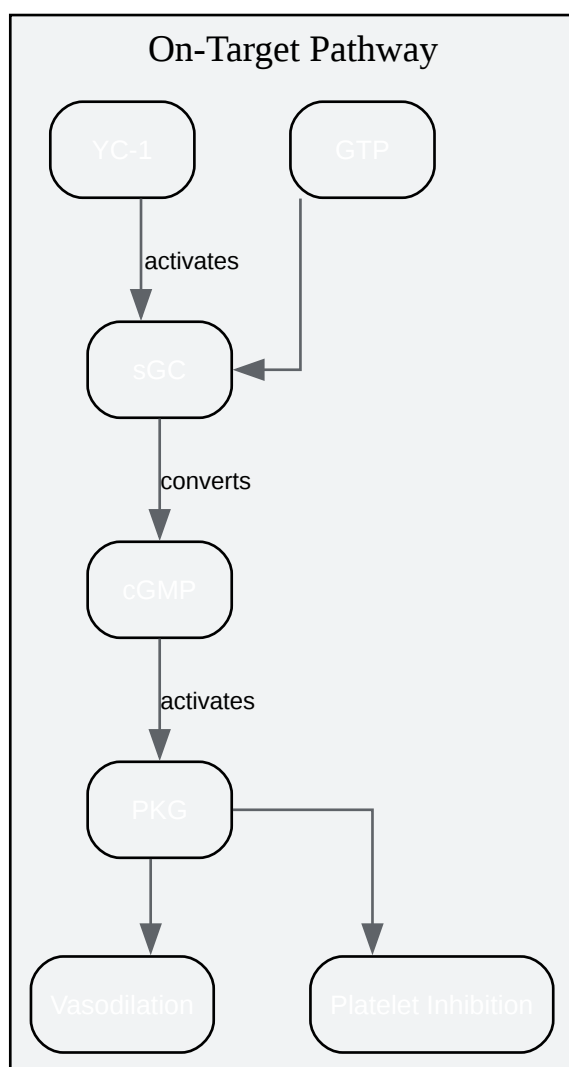 On-Target Pathway
YC-1
GTP
activates
sGC
converts
cGMP
activates
PKG
Vasodilation
Platelet Inhibition